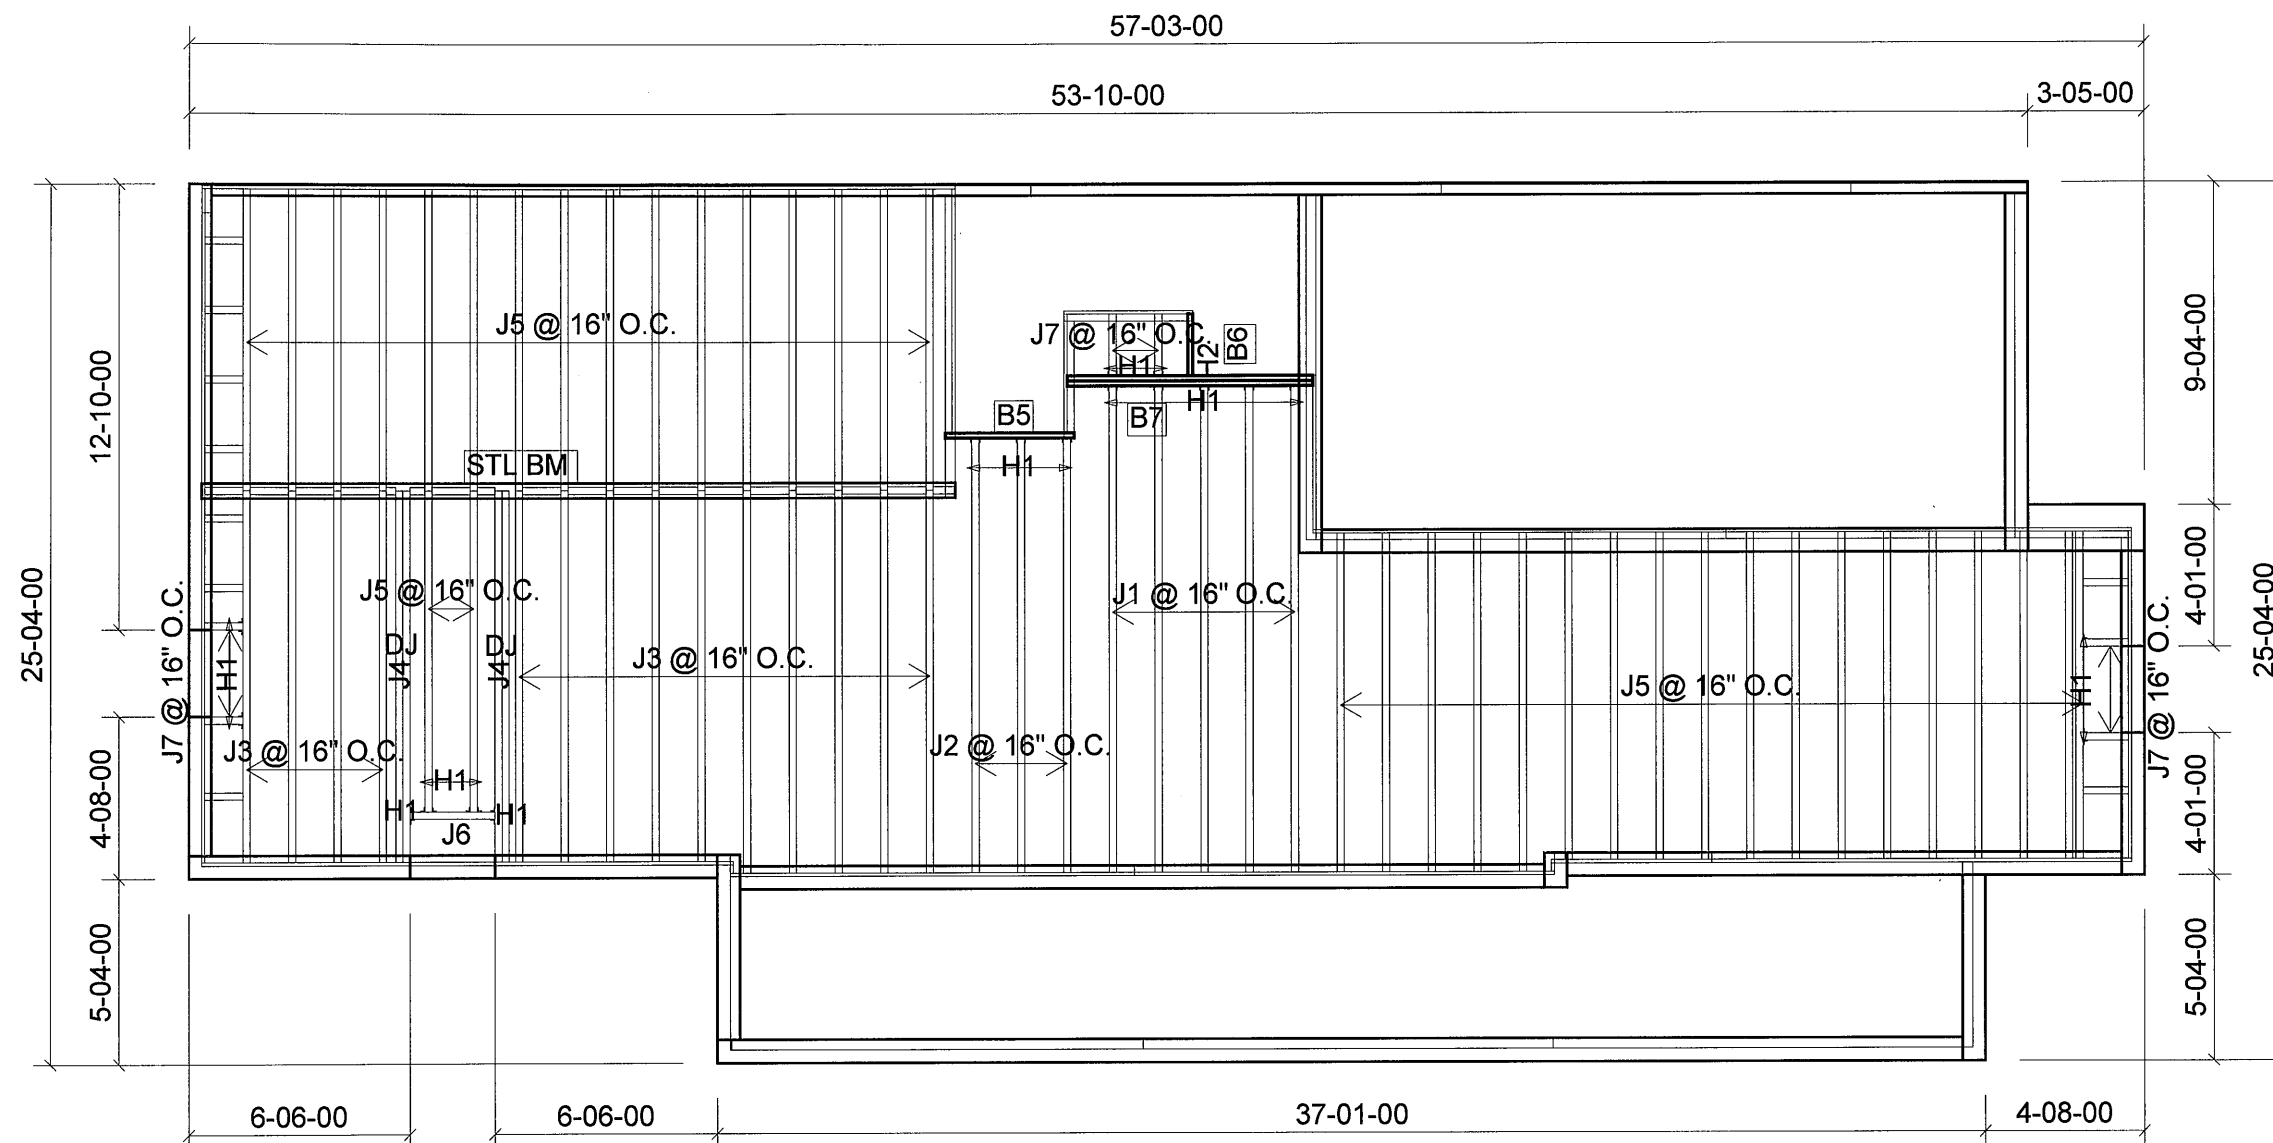 57-03-00
53-10-00
3-05-00
J5 @ 16" O.C.
J7 @ 16" O.C.
H1
H2
B6
H1
B7
B5
H1
STL BM
12-10-00
9-04-00
25-04-00
25-04-00
J5 @ 16" O.C.
J1 @ 16" O.C.
4-01-00
J7 @ 16" O.C.
H1
DJ
J4
DJ
J4
J3 @ 16" O.C.
J5 @ 16" O.C.
H1
J7 @ 16" O.C.
J3 @ 16" O.C.
J2 @ 16" O.C.
H1
H1
H1
J6
4-08-00
4-01-00
5-04-00
5-04-00
6-06-00
6-06-00
37-01-00
4-08-00